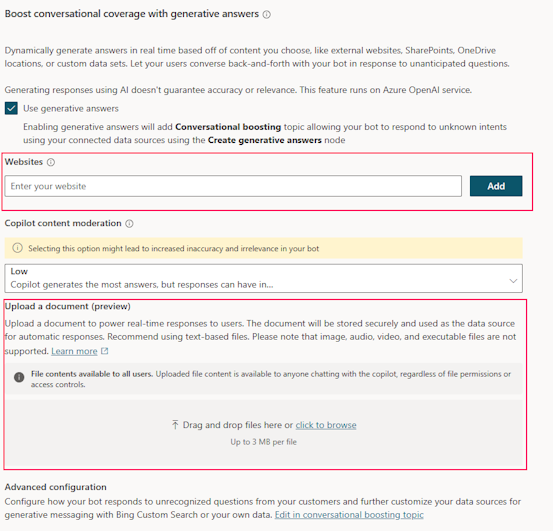 Boost conversational coverage with generative answers
Dynamically generate answers in real time based off of content you choose, like external websites, SharePoints, OneDrive
locations, or custom data sets. Let your users converse back-and-forth with your bot in response to unanticipated questions.
Generating responses using AI doesn't guarantee accuracy or relevance. This feature runs on Azure OpenAI service.
Use generative answers
Enabling generative answers will add Conversational boosting topic allowing your bot to respond to unknown intents
using your connected data sources using the Create generative answers node
Websites
Enter your website
Add
Copilot content moderation
Selecting this option might lead to increased inaccuracy and irrelevance in your bot
Low
Copilot generates the most answers, but responses can have in...
Upload a document (preview)
Upload a document to power real-time responses to users. The document will be stored securely and used as the data source
for automatic responses. Recommend using text-based files. Please note that image, audio, video, and executable files are not
supported. Learn more
File contents available to all users. Uploaded file content is available to anyone chatting with the copilot, regardless of file permissions or
access controls.
Drag and drop files here or click to browse
Up to 3 MB per file
Advanced configuration
Configure how your bot responds to unrecognized questions from your customers and further customize your data sources for
generative messaging with Bing Custom Search or your own data. Edit in conversational boosting topic